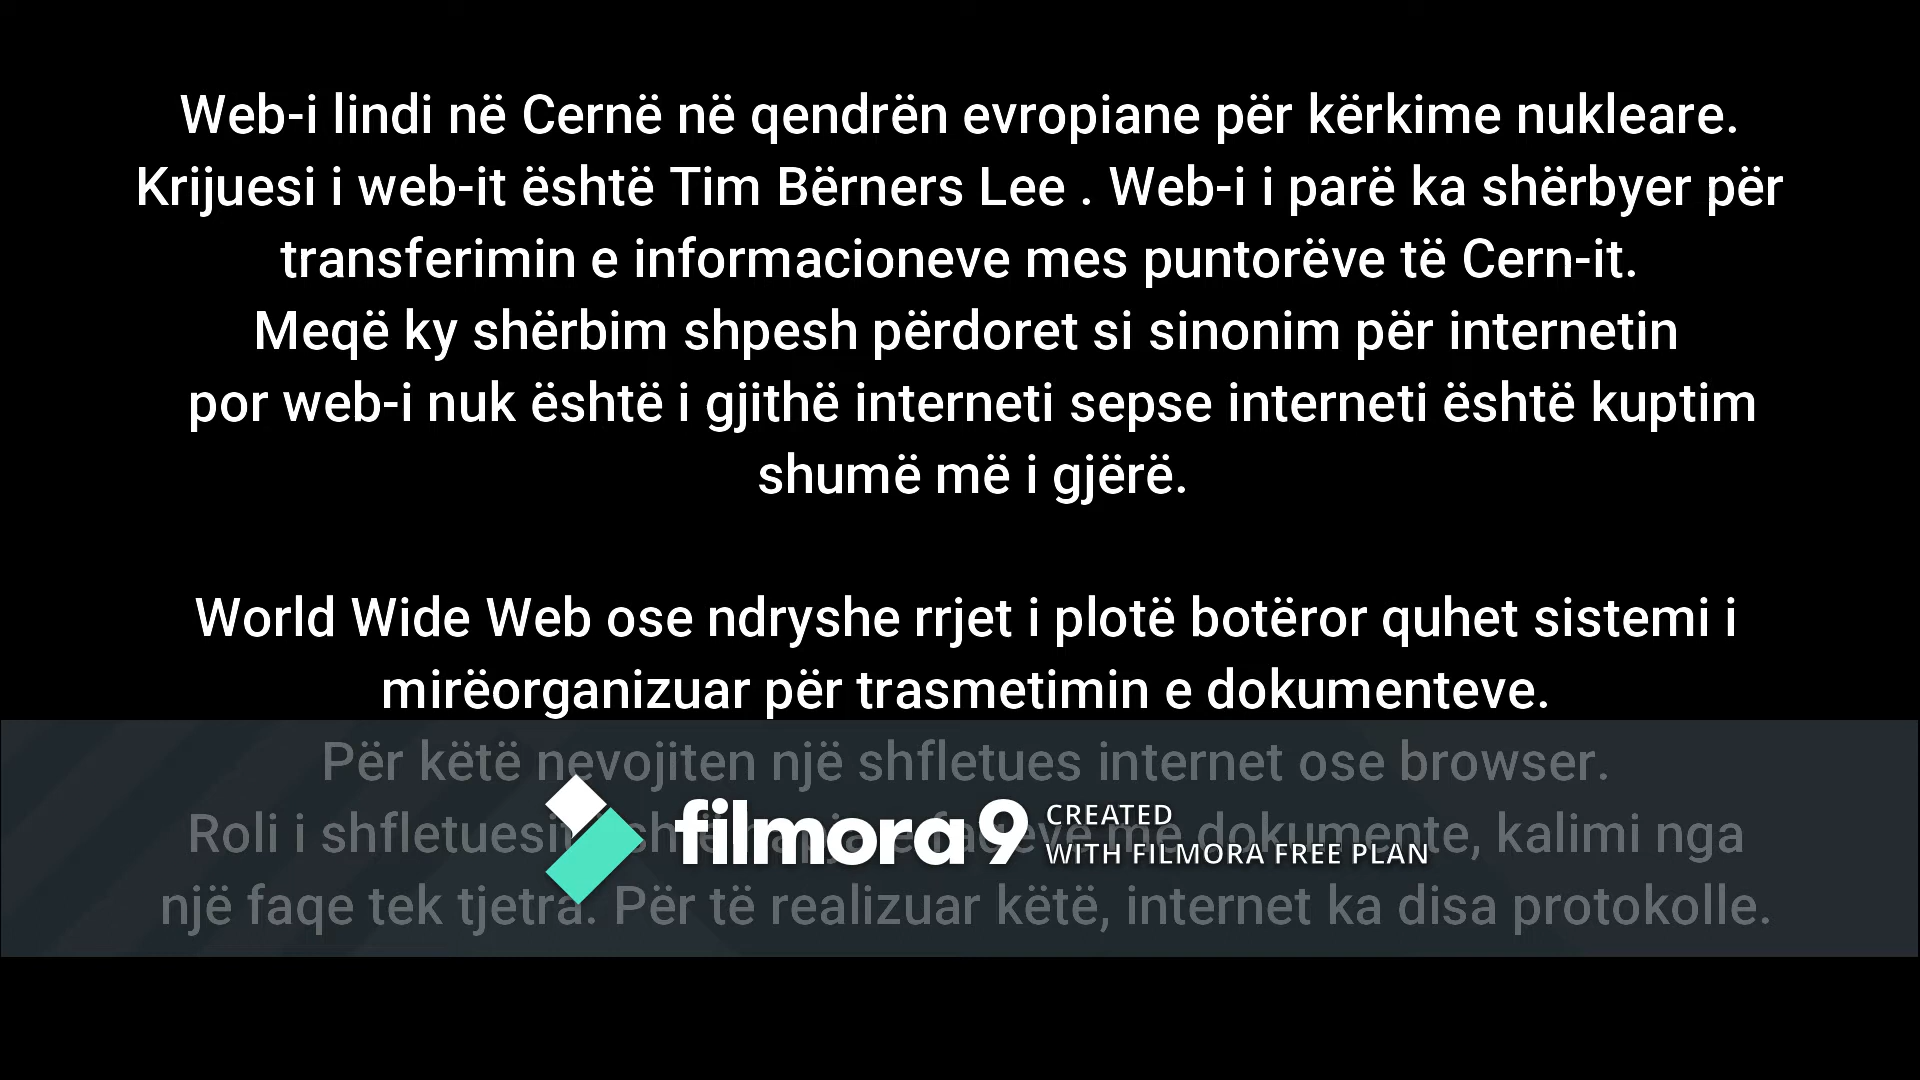 Web-i lindi në Cernë në qendrën evropiane për kërkime nukleare.
Krijuesi i web-it është Tim Bërners Lee . Web-i i parë ka shërbyer për
transferimin e informacioneve mes puntorëve të Cern-it.
Meqë ky shërbim shpesh përdoret si sinonim për internetin
por web-i nuk është i gjithë interneti sepse interneti është kuptim
shumë më i gjërë.
World Wide Web ose ndryshe rrjet i plotë botëror quhet sistemi i
mirëorganizuar për trasmetimin e dokumenteve.
Për këtë nevojiten një shfletues internet ose browser.
Roli i shfletuesit me dokumente, kalimi nga
një faqe tek tjetra. Për të realizuar këtë, internet ka disa protokolle.
filmora 9 CREATED
WITH FILMORA FREE PLAN